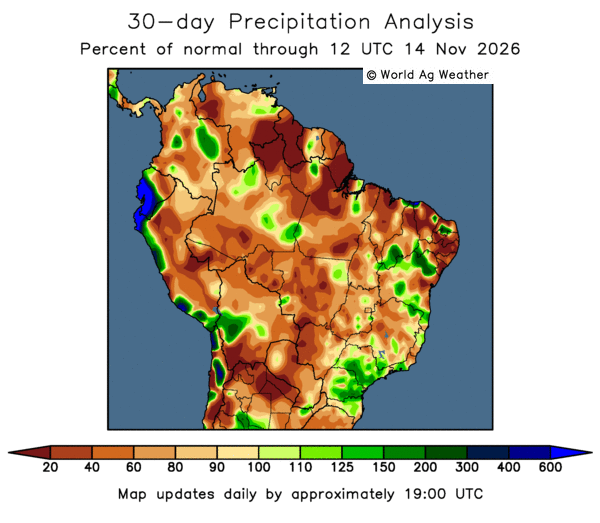 30-day Precipitation Analysis
Percent of normal through 12 UTC 14 Nov 2026
© World Ag Weather
20 40 60 80 90 100 110 125 150 200 300 400 600
Map updates daily by approximately 19:00 UTC